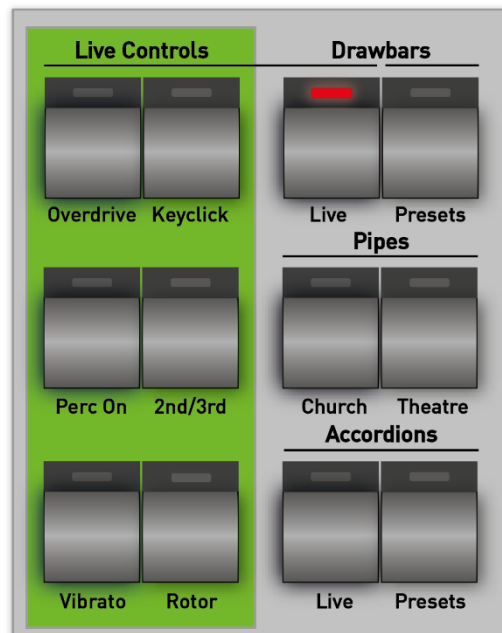 Live Controls
Drawbars
Overdrive Keyclick
Live Presets
Pipes
Perc On 2nd/3rd
Church Theatre
Accordions
Vibrato Rotor
Live Presets